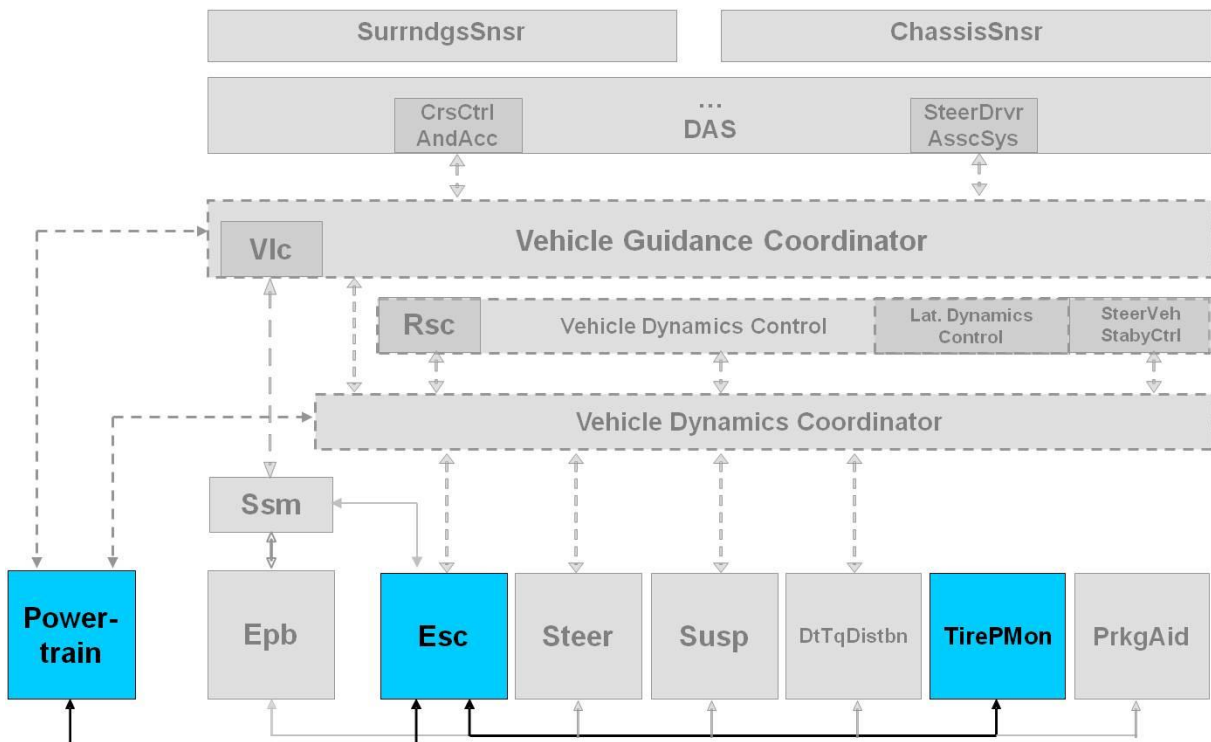 SurrndgsSnsr
ChassisSnsr
CrsCtrl
AndAcc
...
DAS
SteerDrvr
AsscSys
Vlc
Vehicle Guidance Coordinator
Rsc
Vehicle Dynamics Control
Lat. Dynamics
Control
SteerVeh
StabyCtrl
Vehicle Dynamics Coordinator
Ssm
Power-
train
Epb
Esc
Steer
Susp
DtTqDistbn
TirePMon
PrkgAid